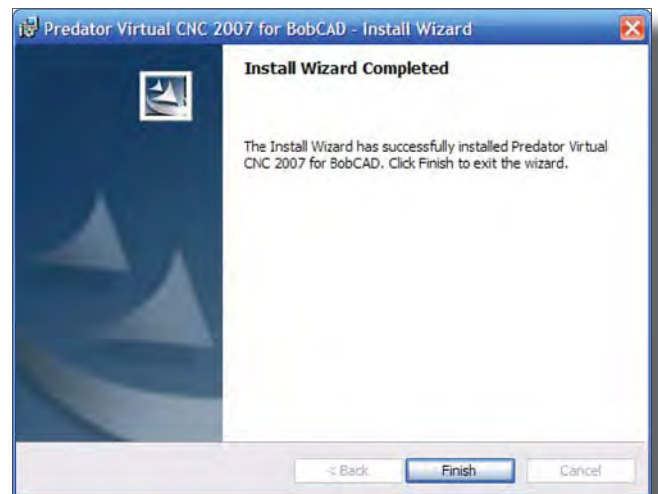 Predator Virtual CNC 2007 for BobCAD - Install Wizard
Install Wizard Completed
The Install Wizard has successfully installed Predator Virtual
CNC 2007 for BobCAD. Click Finish to exit the wizard.
< Back
Finish
Cancel